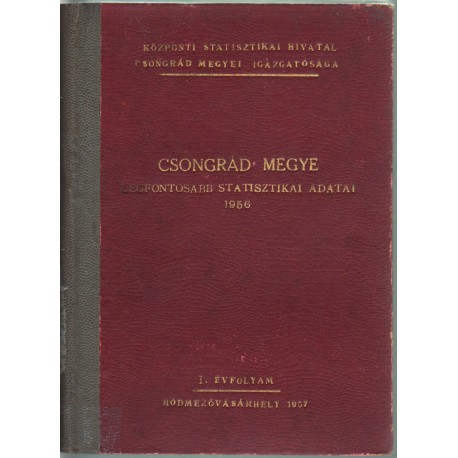 KÖZPONTI STATISZTIKAI HIVATAL
CSONGRÁD MEGYEI IGAZGATÓSÁGA
CSONGRÁD MEGYE
LEGFONTOSABB STATISZTIKAI ADATAI
1956
I. ÉVFOLYAM
HÓDMEZŐVÁSÁRHELY 1957